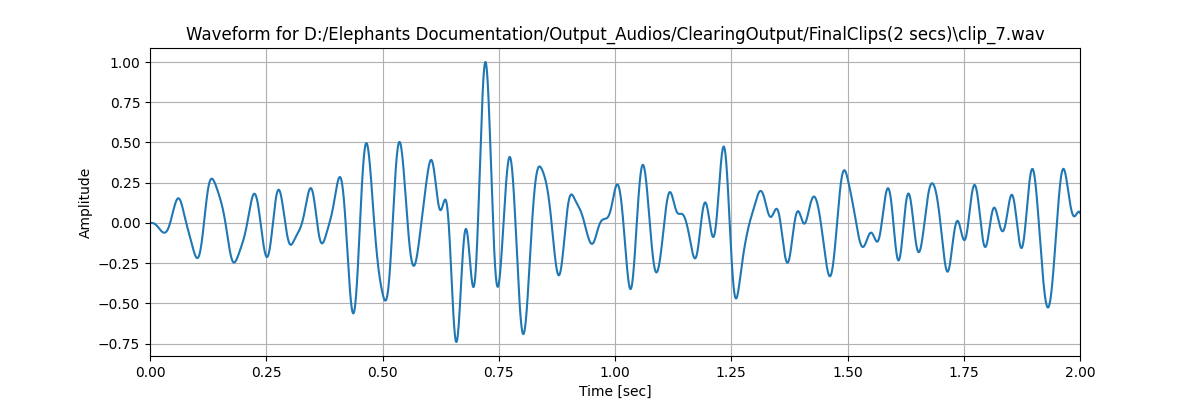 Waveform for D:/Elephants Documentation/Output_Audios/ClearingOutput/FinalClips(2 secs)\clip_7.wav
1.00
0.75
0.50
0.25
0.00
−0.25
−0.50
−0.75
Amplitude
0.00 0.25 0.50 0.75 1.00 1.25 1.50 1.75 2.00
Time [sec]